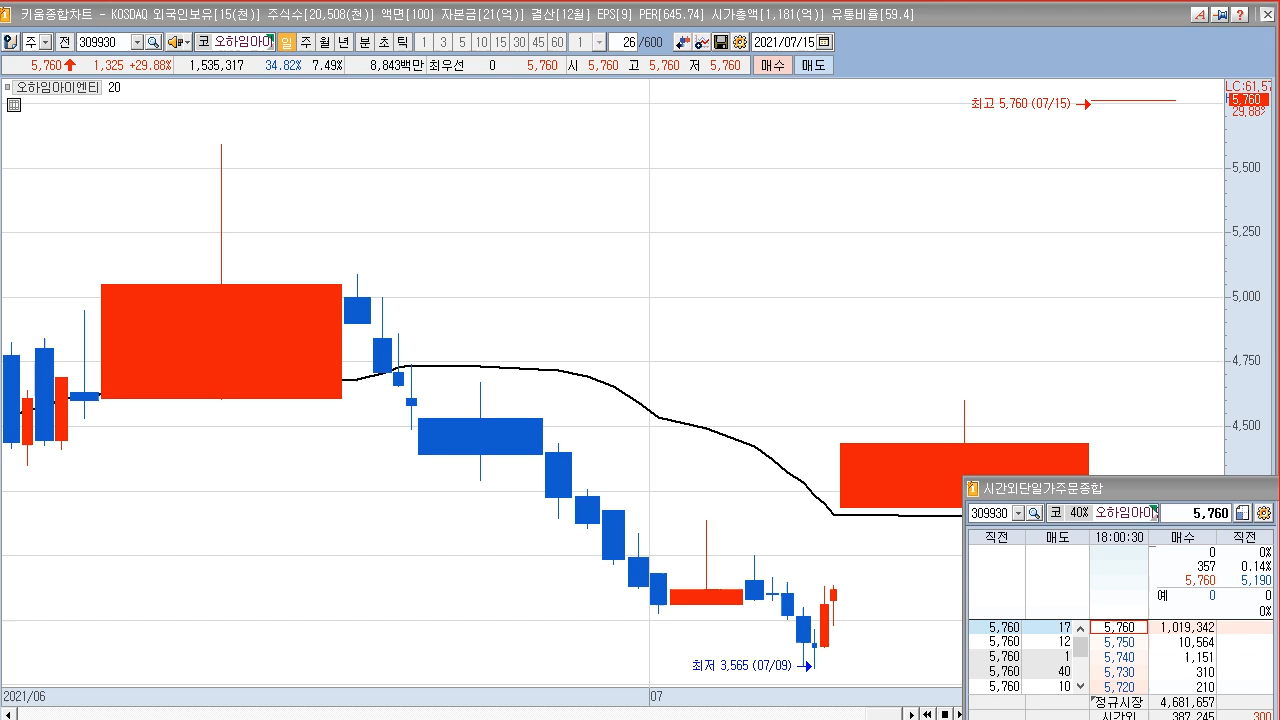 키움종합차트 - KOSDAQ 외국인보유[15(천)] 주식수[20,508(천)] 액면[100] 자본금[21(억)] 결산[12월] EPS[9] PER[645.74] 시가총액[1,181(억)] 유통비율[59.4]
주 전 309930 코 오하임아이 일 주 월 년 분 초 틱 1 3 5 10 15 30 45 60 1 26 /600 2021/07/15
5,760 1,325 +29.88% 1,535,317 34.82% 7.49% 8,843백만 최우선 0 5,760 시 5,760 고 5,760 저 5,760 매수 매도
오하임아이엔티 20
LC:61,57
최고 5,760 (07/15)
5,760
29.88%
5,500
5,250
5,000
4,750
4,500
최저 3,565 (07/09)
2021/06 07
시간외단일가주문종합
309930 코 40% 오하임아이 5,760
직전 매도 18:00:30 매수 직전
0 0%
357 0.14%
5,760 5,190
예 0 0
0%
5,760 17 5,760 1,019,342
5,760 12 5,750 10,564
5,760 1 5,740 1,151
5,760 40 5,730 310
5,760 10 5,720 210
정규시장 4,681,657
시간외 387,245 300